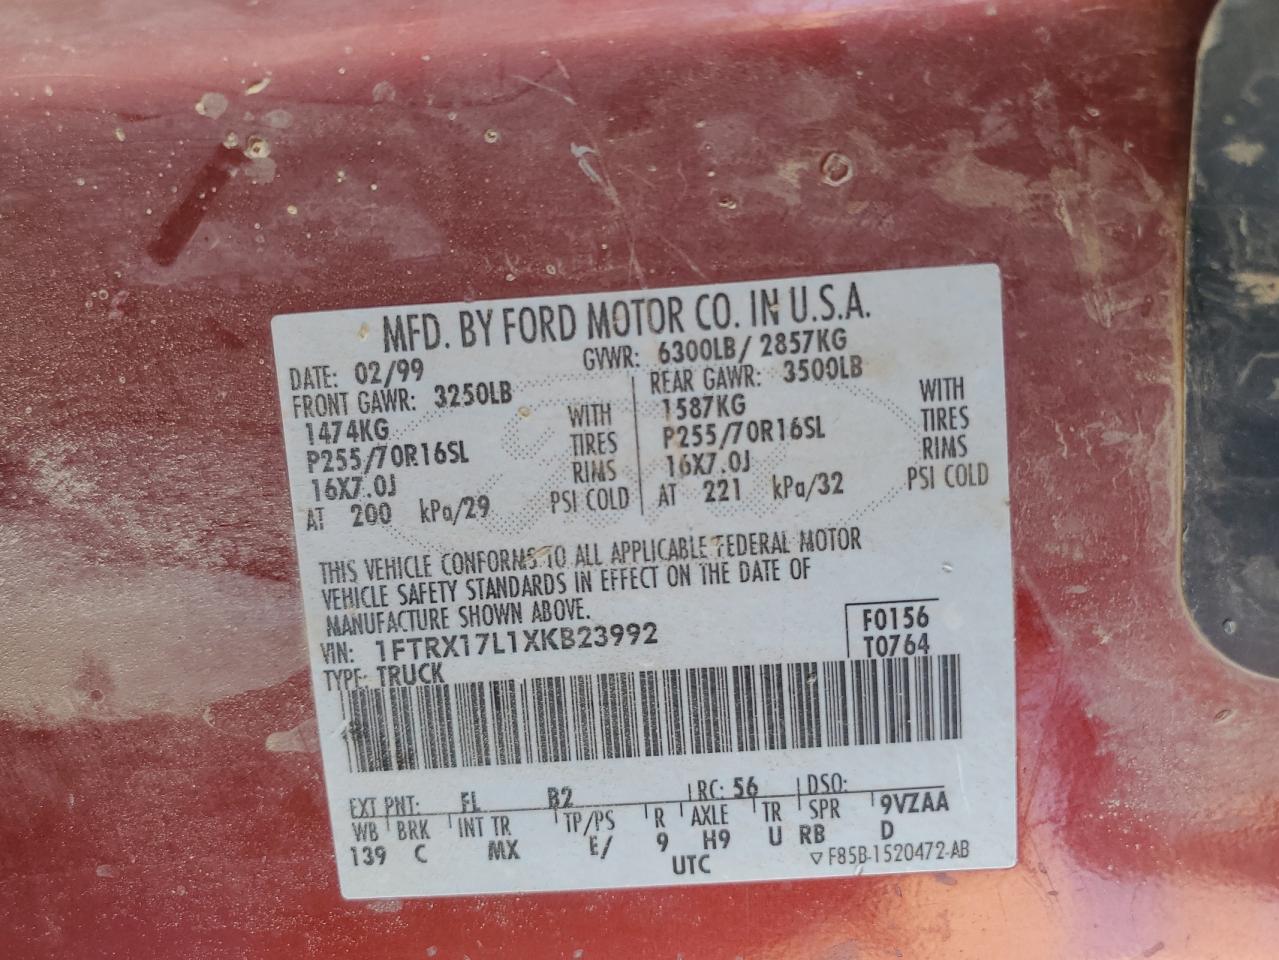 MFD. BY FORD MOTOR CO. IN U.S.A.
DATE: 02/99 GVWR: 6300LB/ 2857KG
FRONT GAWR: 3250LB REAR GAWR: 3500LB
1474KG WITH 1587KG WITH
P255/70R16SL TIRES P255/70R16SL TIRES
16X7.0J RIMS 16X7.0J RIMS
AT 200 kPa/29 PSI COLD AT 221 kPa/32 PSI COLD
THIS VEHICLE CONFORMS TO ALL APPLICABLE FEDERAL MOTOR
VEHICLE SAFETY STANDARDS IN EFFECT ON THE DATE OF
MANUFACTURE SHOWN ABOVE.
VIN: 1FTRX17L1XKB23992
F0156
T0764
TYPE: TRUCK
EXT PNT: FL B2 RC: 56 DSO:
WB BRK INT TR TP/PS R AXLE TR SPR 9VZAA
139 C MX E/ 9 H9 U RB D
UTC ▽ F85B-1520472-AB